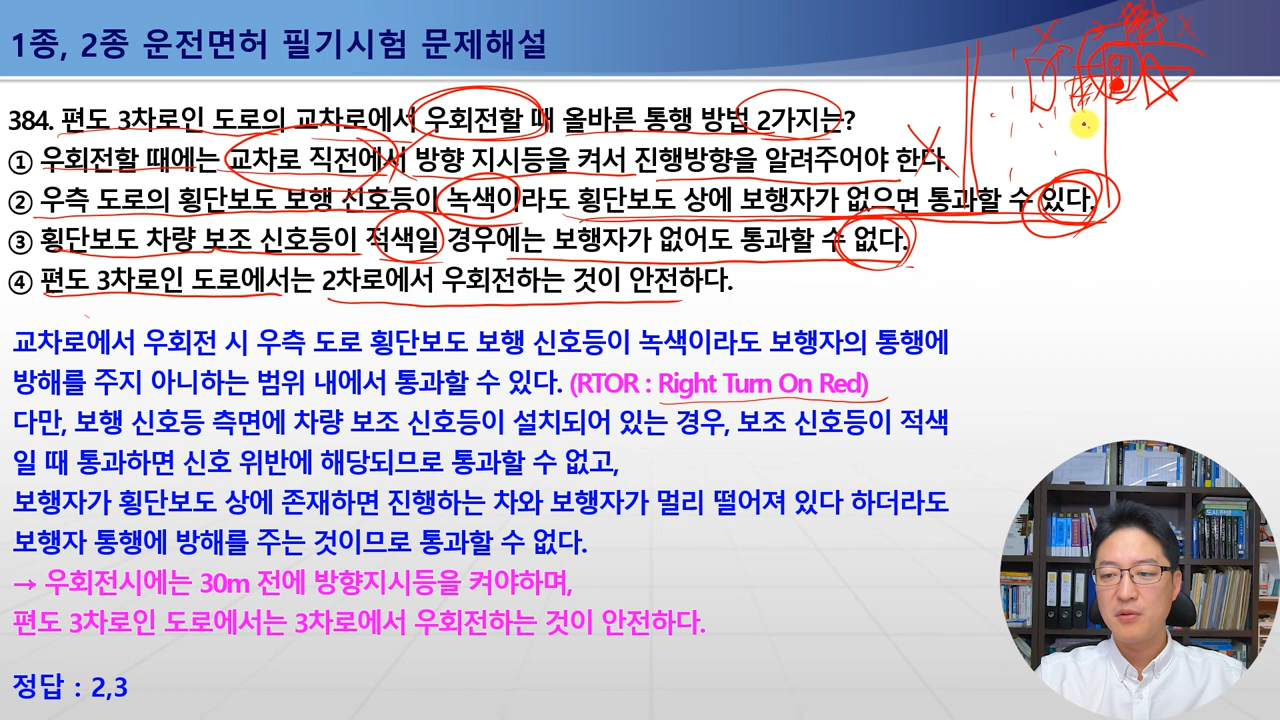 1종, 2종 운전면허 필기시험 문제해설
384. 편도 3차로인 도로의 교차로에서 우회전할 때 올바른 통행 방법 2가지는?
① 우회전할 때에는 교차로 직전에서 방향 지시등을 켜서 진행방향을 알려주어야 한다.
② 우측 도로의 횡단보도 보행 신호등이 녹색이라도 횡단보도 상에 보행자가 없으면 통과할 수 있다.
③ 횡단보도 차량 보조 신호등이 적색일 경우에는 보행자가 없어도 통과할 수 없다.
④ 편도 3차로인 도로에서는 2차로에서 우회전하는 것이 안전하다.
교차로에서 우회전 시 우측 도로 횡단보도 보행 신호등이 녹색이라도 보행자의 통행에
방해를 주지 아니하는 범위 내에서 통과할 수 있다. (RTOR : Right Turn On Red)
다만, 보행 신호등 측면에 차량 보조 신호등이 설치되어 있는 경우, 보조 신호등이 적색
일 때 통과하면 신호 위반에 해당되므로 통과할 수 없고,
보행자가 횡단보도 상에 존재하면 진행하는 차와 보행자가 멀리 떨어져 있다 하더라도
보행자 통행에 방해를 주는 것이므로 통과할 수 없다.
→ 우회전시에는 30m 전에 방향지시등을 켜야하며,
편도 3차로인 도로에서는 3차로에서 우회전하는 것이 안전하다.
정답 : 2,3